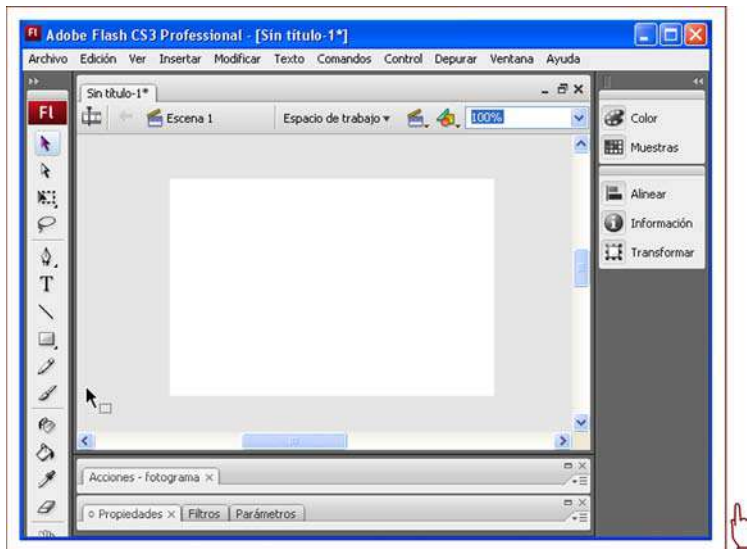 Fl Adobe Flash CS3 Professional - [Sin título-1*]
Archivo Edición Ver Insertar Modificar Texto Comandos Control Depurar Ventana Ayuda
Sin título-1*
Fl
Escena 1 Espacio de trabajo 100%
Color
Muestras
Alinear
Información
Transformar
T
Acciones - fotograma
Propiedades Filtros Parámetros